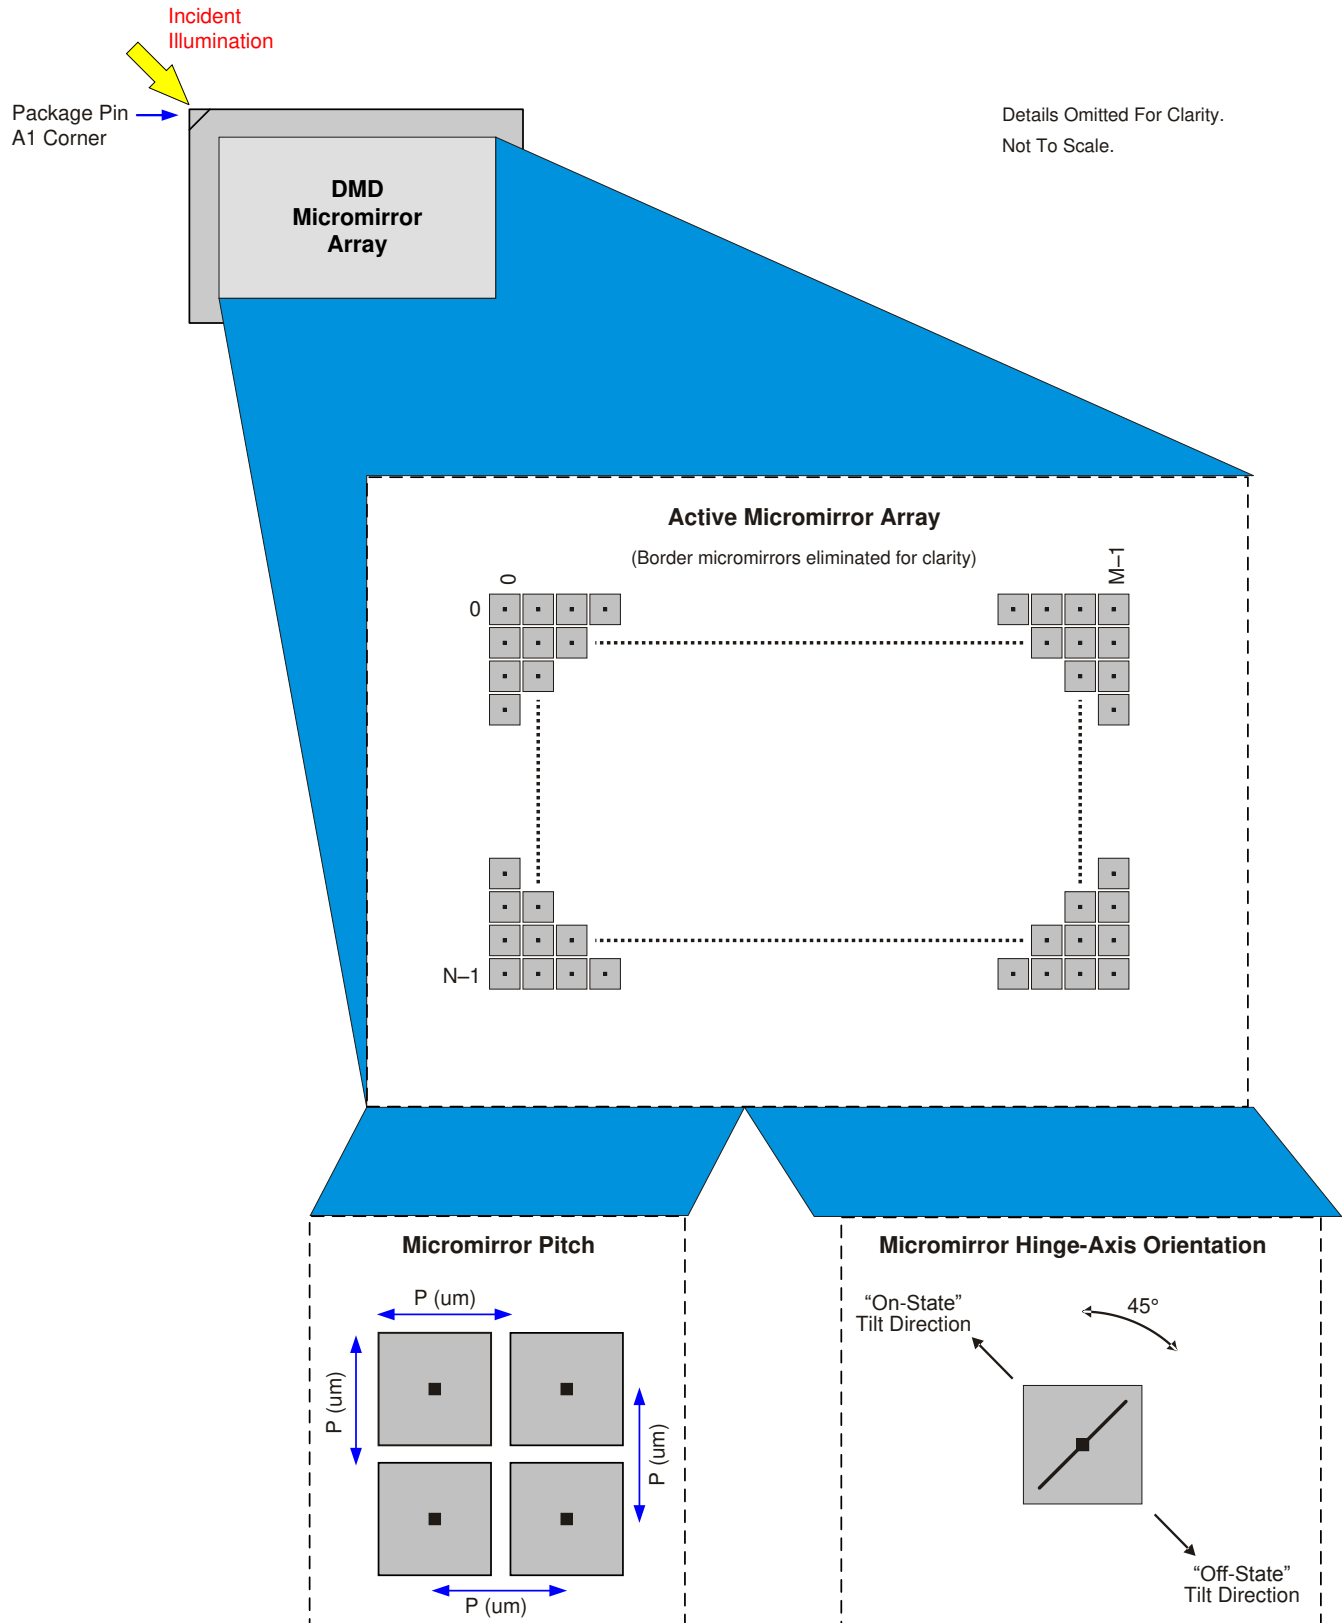 Incident
Illumination
Package Pin
A1 Corner
Details Omitted For Clarity.
Not To Scale.
DMD
Micromirror
Array
Active Micromirror Array
(Border micromirrors eliminated for clarity)
0
M–1
0
N–1
Micromirror Pitch
P (um)
P (um)
P (um)
P (um)
Micromirror Hinge-Axis Orientation
“On-State”
Tilt Direction
45°
“Off-State”
Tilt Direction